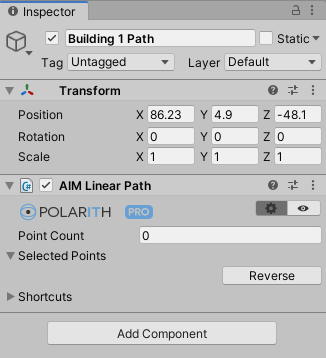 Inspector
Building 1 Path Static
Tag Untagged Layer Default
Transform
Position X 86.23 Y 4.9 Z -48.1
Rotation X 0 Y 0 Z 0
Scale X 1 Y 1 Z 1
AIM Linear Path
POLARITH PRO
Point Count 0
Selected Points
Reverse
Shortcuts
Add Component